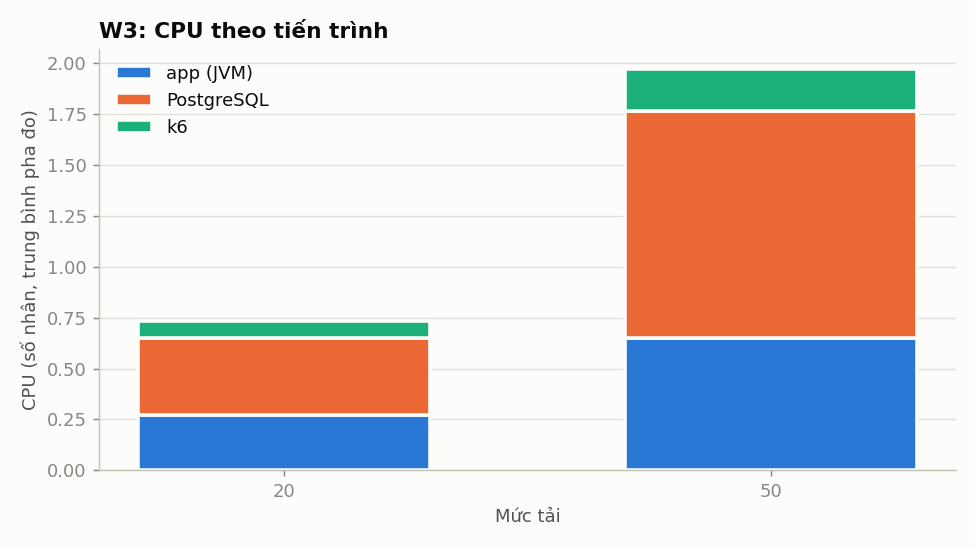 W3: CPU theo tiến trình
app (JVM)
PostgreSQL
k6
CPU (số nhân, trung bình pha đo)
2.00
1.75
1.50
1.25
1.00
0.75
0.50
0.25
0.00
20
50
Mức tải